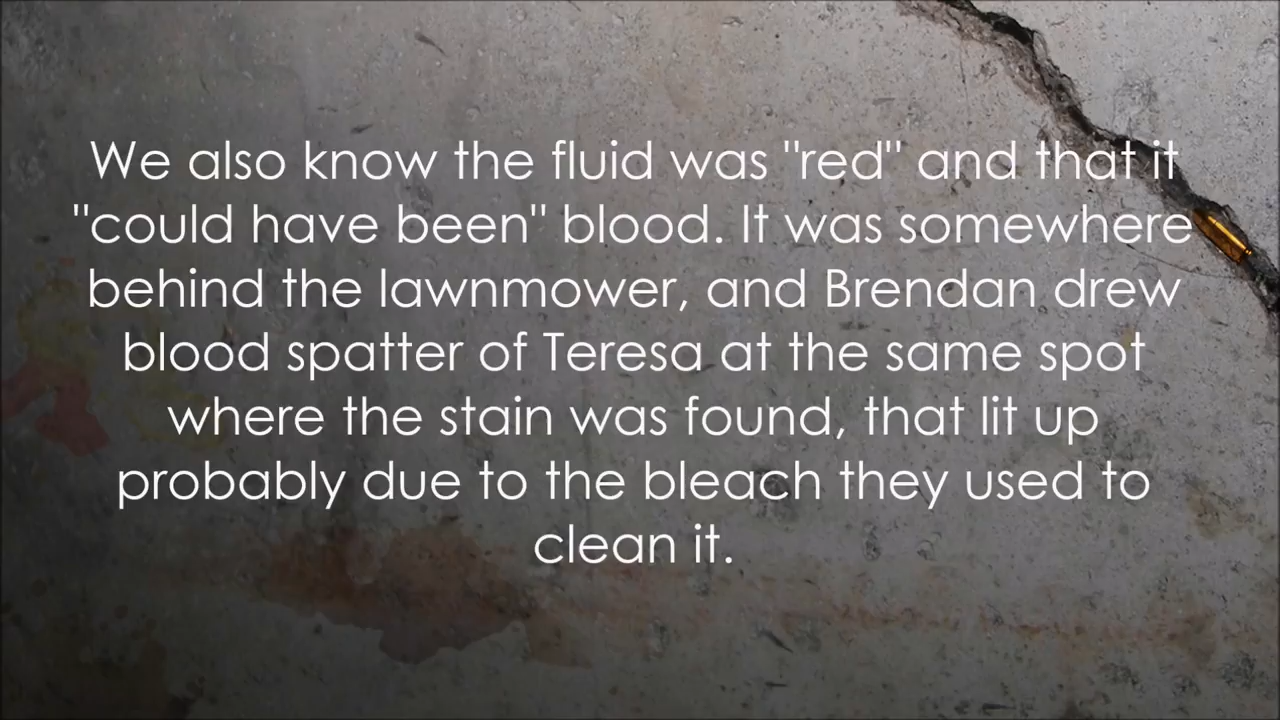 We also know the fluid was "red" and that it
"could have been" blood. It was somewhere
behind the lawnmower, and Brendan drew
blood spatter of Teresa at the same spot
where the stain was found, that lit up
probably due to the bleach they used to
clean it.